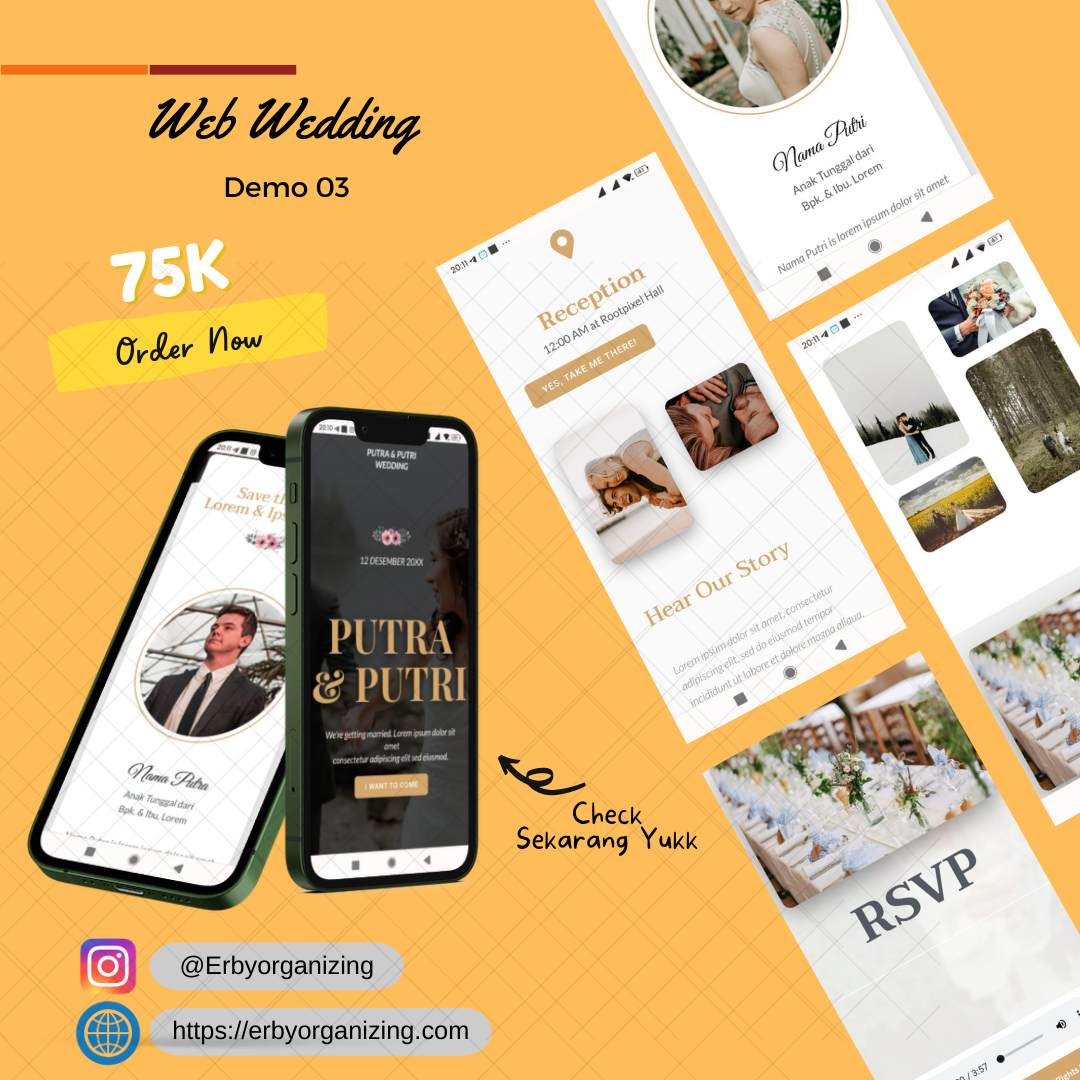 Web Wedding
Demo 03
75K
Order Now
20:11
Save th
Lorem & Ips
Nama Putra
Anak Tunggal dari
Bpk. & Ibu, Lorem
20:10
PUTRA & PUTRI
WEDDING
12 DESEMBER 20XX
PUTRA
& PUTRI
We're getting married. Lorem ipsum dolor sit
amet
consectetur adipiscing elit sed eiusmod.
I WANT TO COME
Check
Sekarang Yukk
20:11
Reception
12:00 AM at Rootpixel Hall
YES, TAKE ME THERE!
Hear Our Story
Lorem ipsum dolor sit amet, consectetur
adipiscing elit, sed do eiusmod tempor
incididunt ut labore et dolore magna aliqua.
Nama Putri
Anak Tunggal dari
Bpk. & Ibu. Lorem
Nama Putri is lorem ipsum dolor sit amet
20:11
RSVP
/ 3:57
Rights
@Erbyorganizing
https://erbyorganizing.com